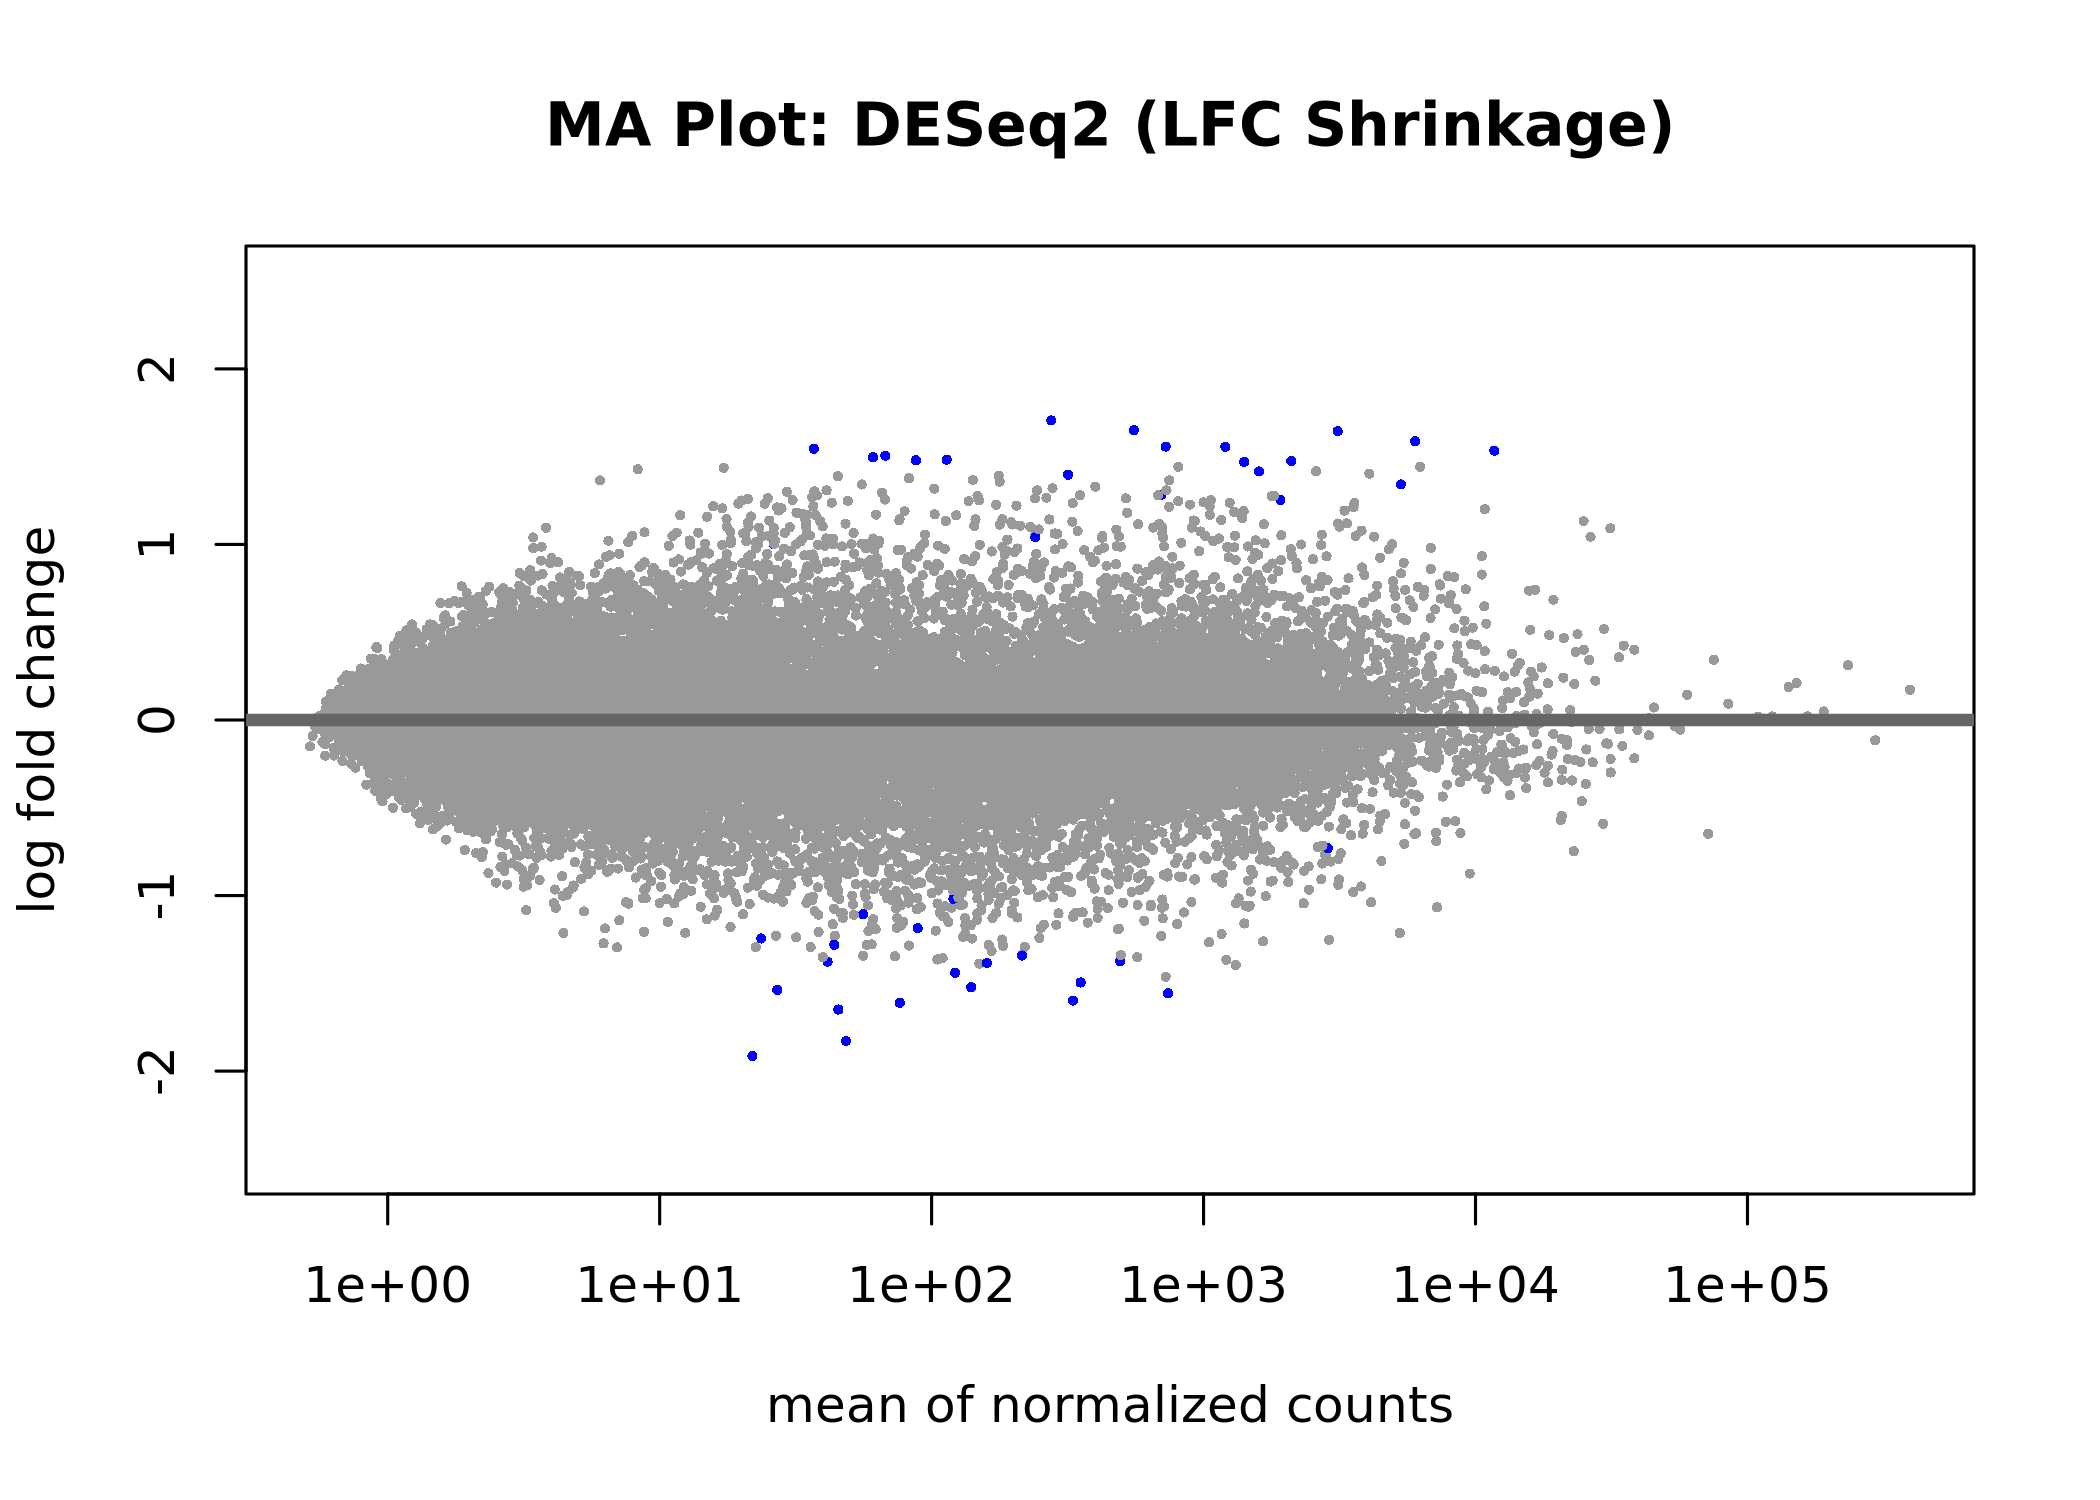 MA Plot: DESeq2 (LFC Shrinkage)
log fold change
2
1
0
-1
-2
1e+00 1e+01 1e+02 1e+03 1e+04 1e+05
mean of normalized counts